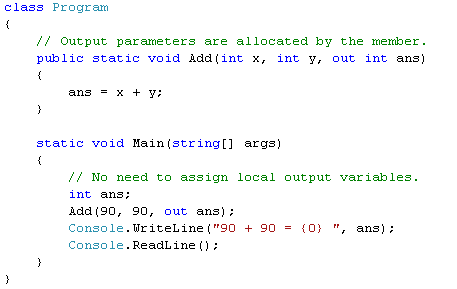 class Program
{
// Output parameters are allocated by the member.
public static void Add(int x, int y, out int ans)
{
ans = x + y;
}
static void Main(string[] args)
{
// No need to assign local output variables.
int ans;
Add(90, 90, out ans);
Console.WriteLine("90 + 90 = {0} ", ans);
Console.ReadLine();
}
}